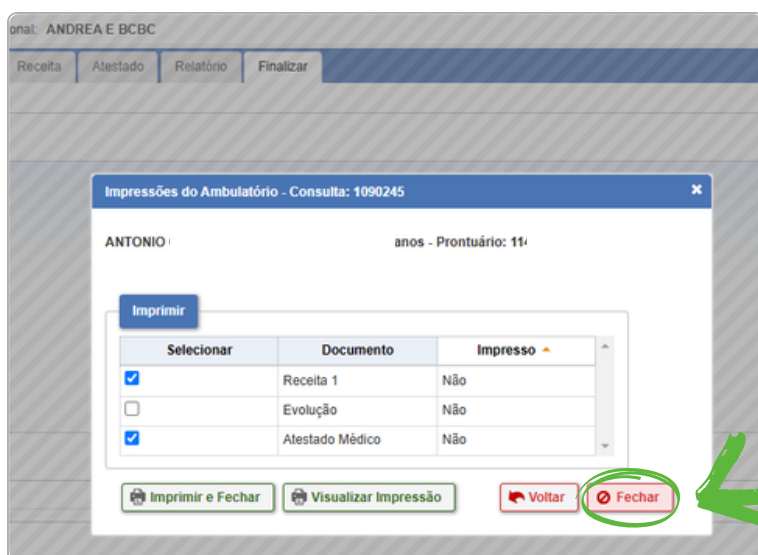 onal: ANDREA E BCBC
Receita Atestado Relatório Finalizar
Impressões do Ambulatório - Consulta: 1090245
ANTONIO anos - Prontuário: 114
Imprimir
Selecionar Documento Impresso
Receita 1 Não
Evolução Não
Atestado Médico Não
Imprimir e Fechar Visualizar Impressão Voltar Fechar